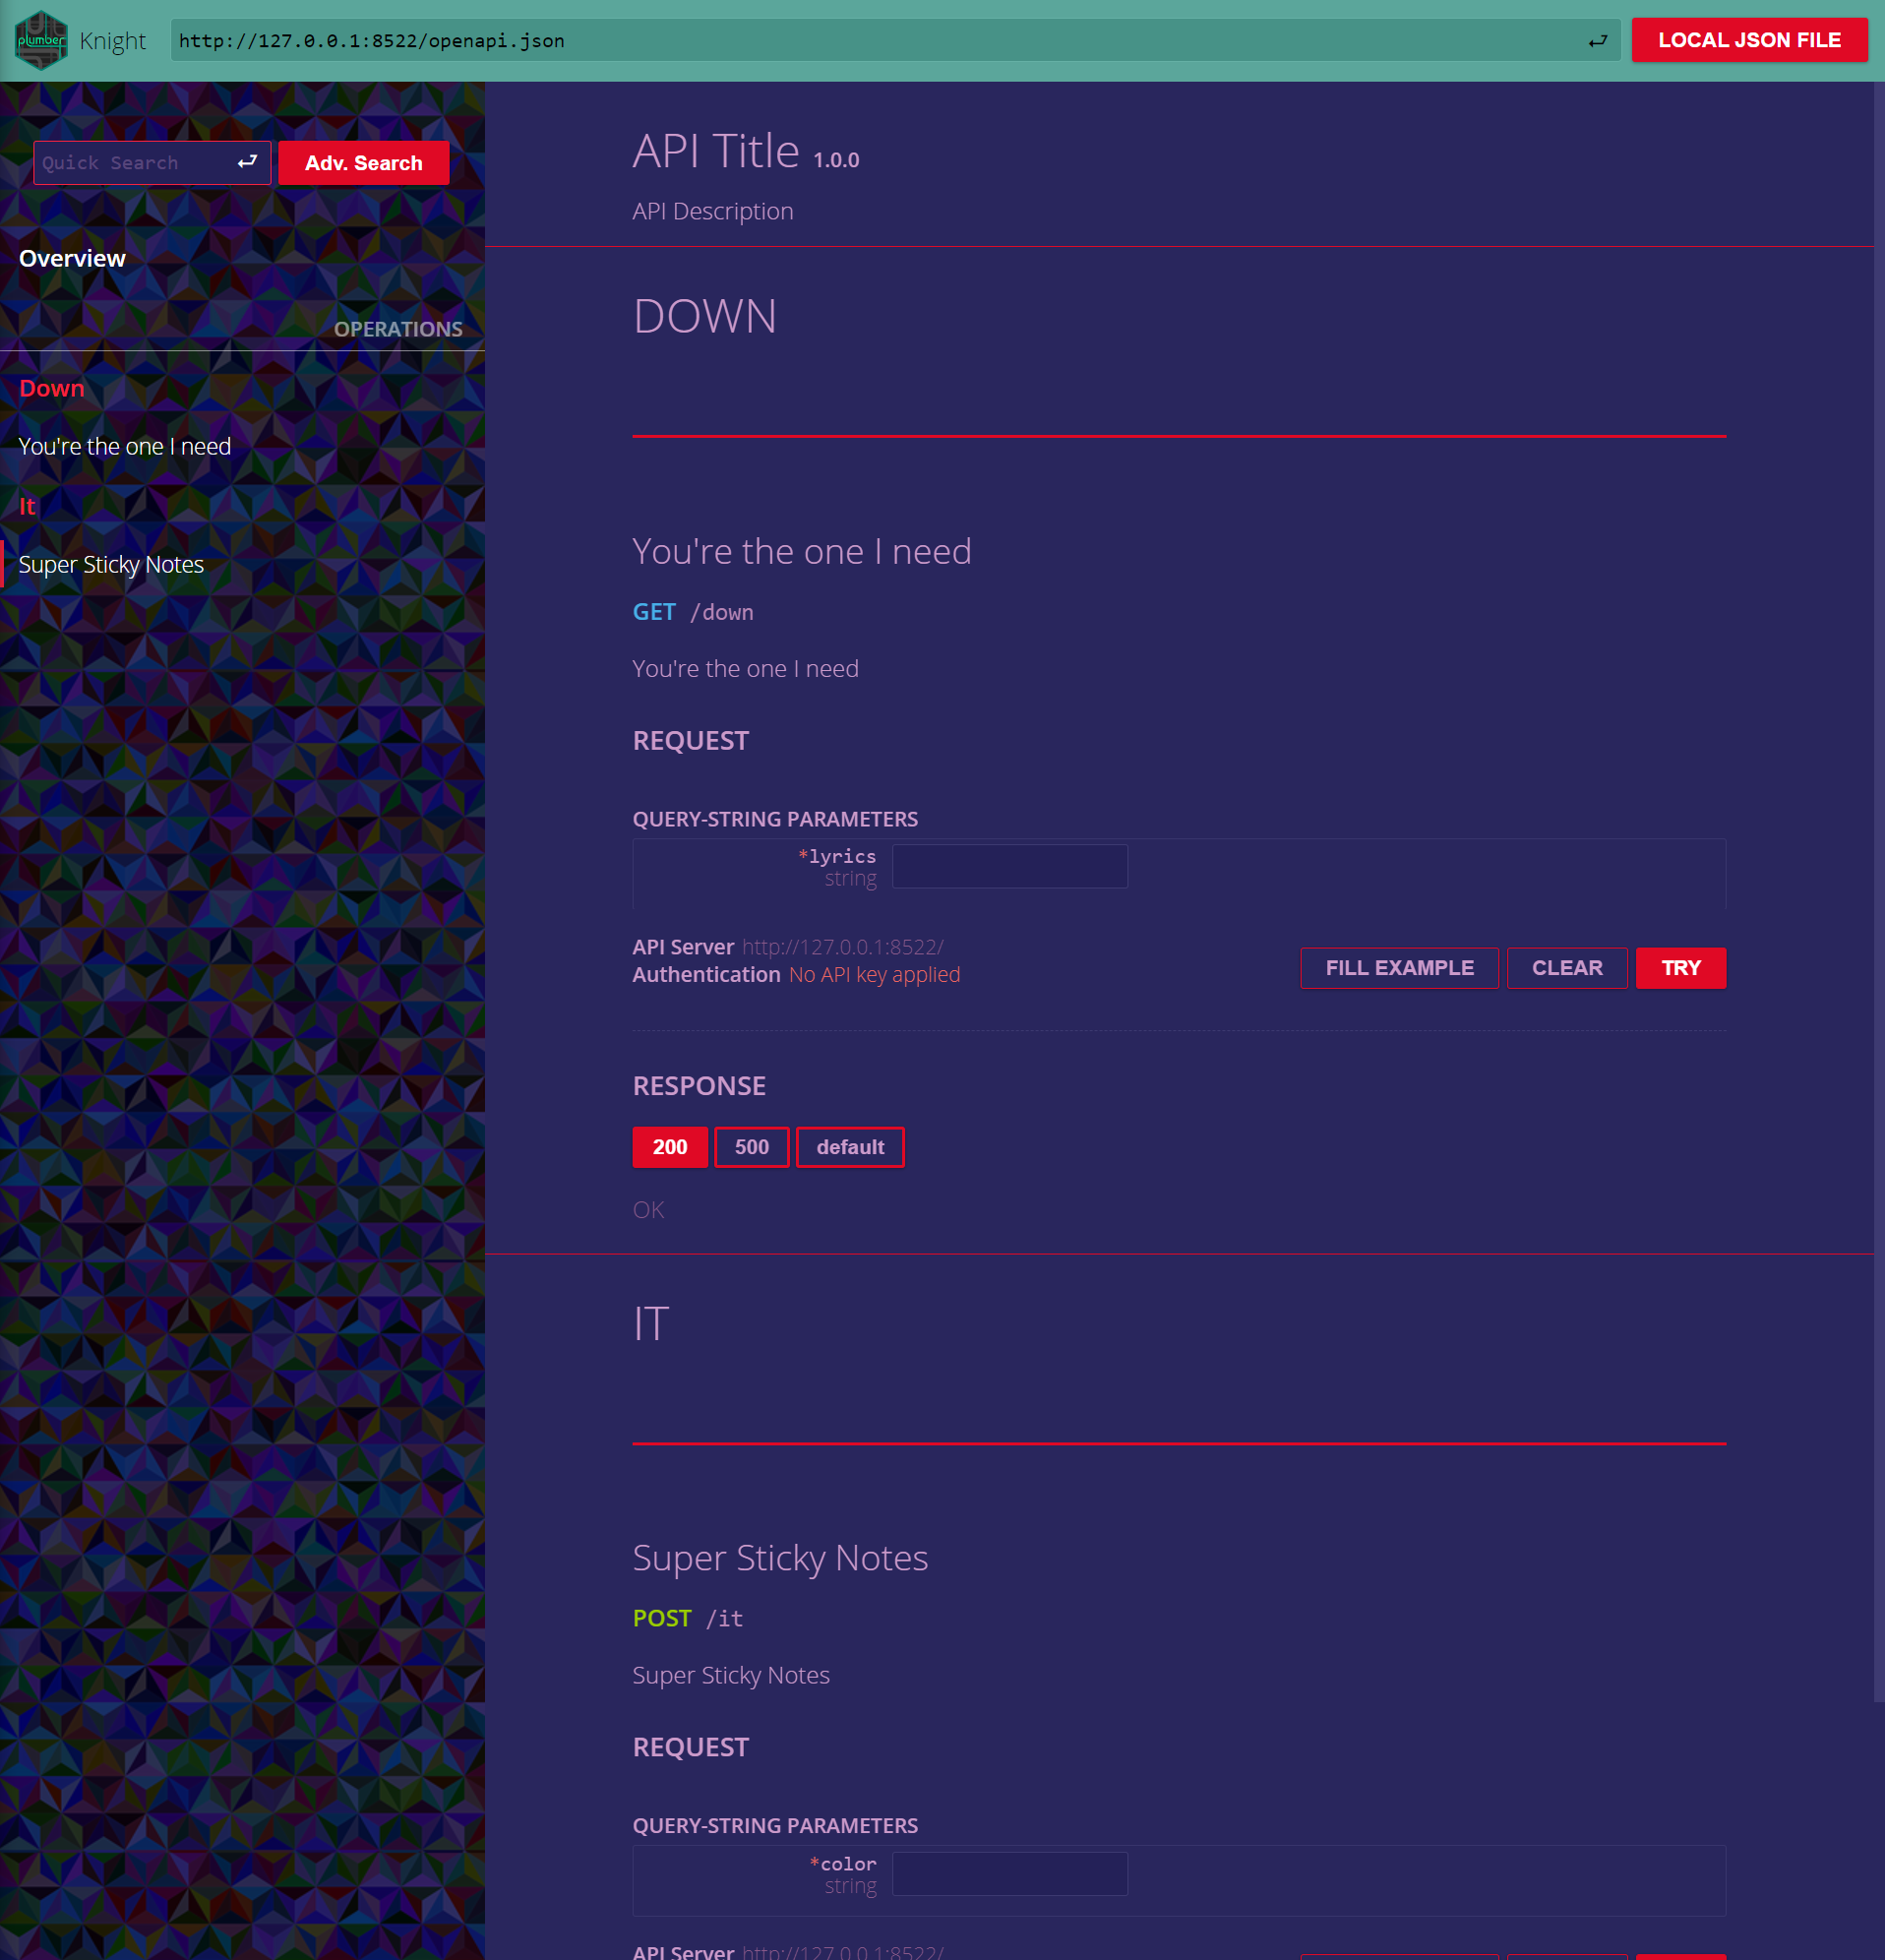 plumber
Knight
http://127.0.0.1:8522/openapi.json
LOCAL JSON FILE
Quick Search
Adv. Search
Overview
OPERATIONS
Down
You're the one I need
It
Super Sticky Notes
API Title 1.0.0
API Description
DOWN
You're the one I need
GET /down
You're the one I need
REQUEST
QUERY-STRING PARAMETERS
*lyrics
string
API Server http://127.0.0.1:8522/
Authentication No API key applied
FILL EXAMPLE CLEAR TRY
RESPONSE
200 500 default
OK
IT
Super Sticky Notes
POST /it
Super Sticky Notes
REQUEST
QUERY-STRING PARAMETERS
*color
string
API Server http://127.0.0.1:8522/